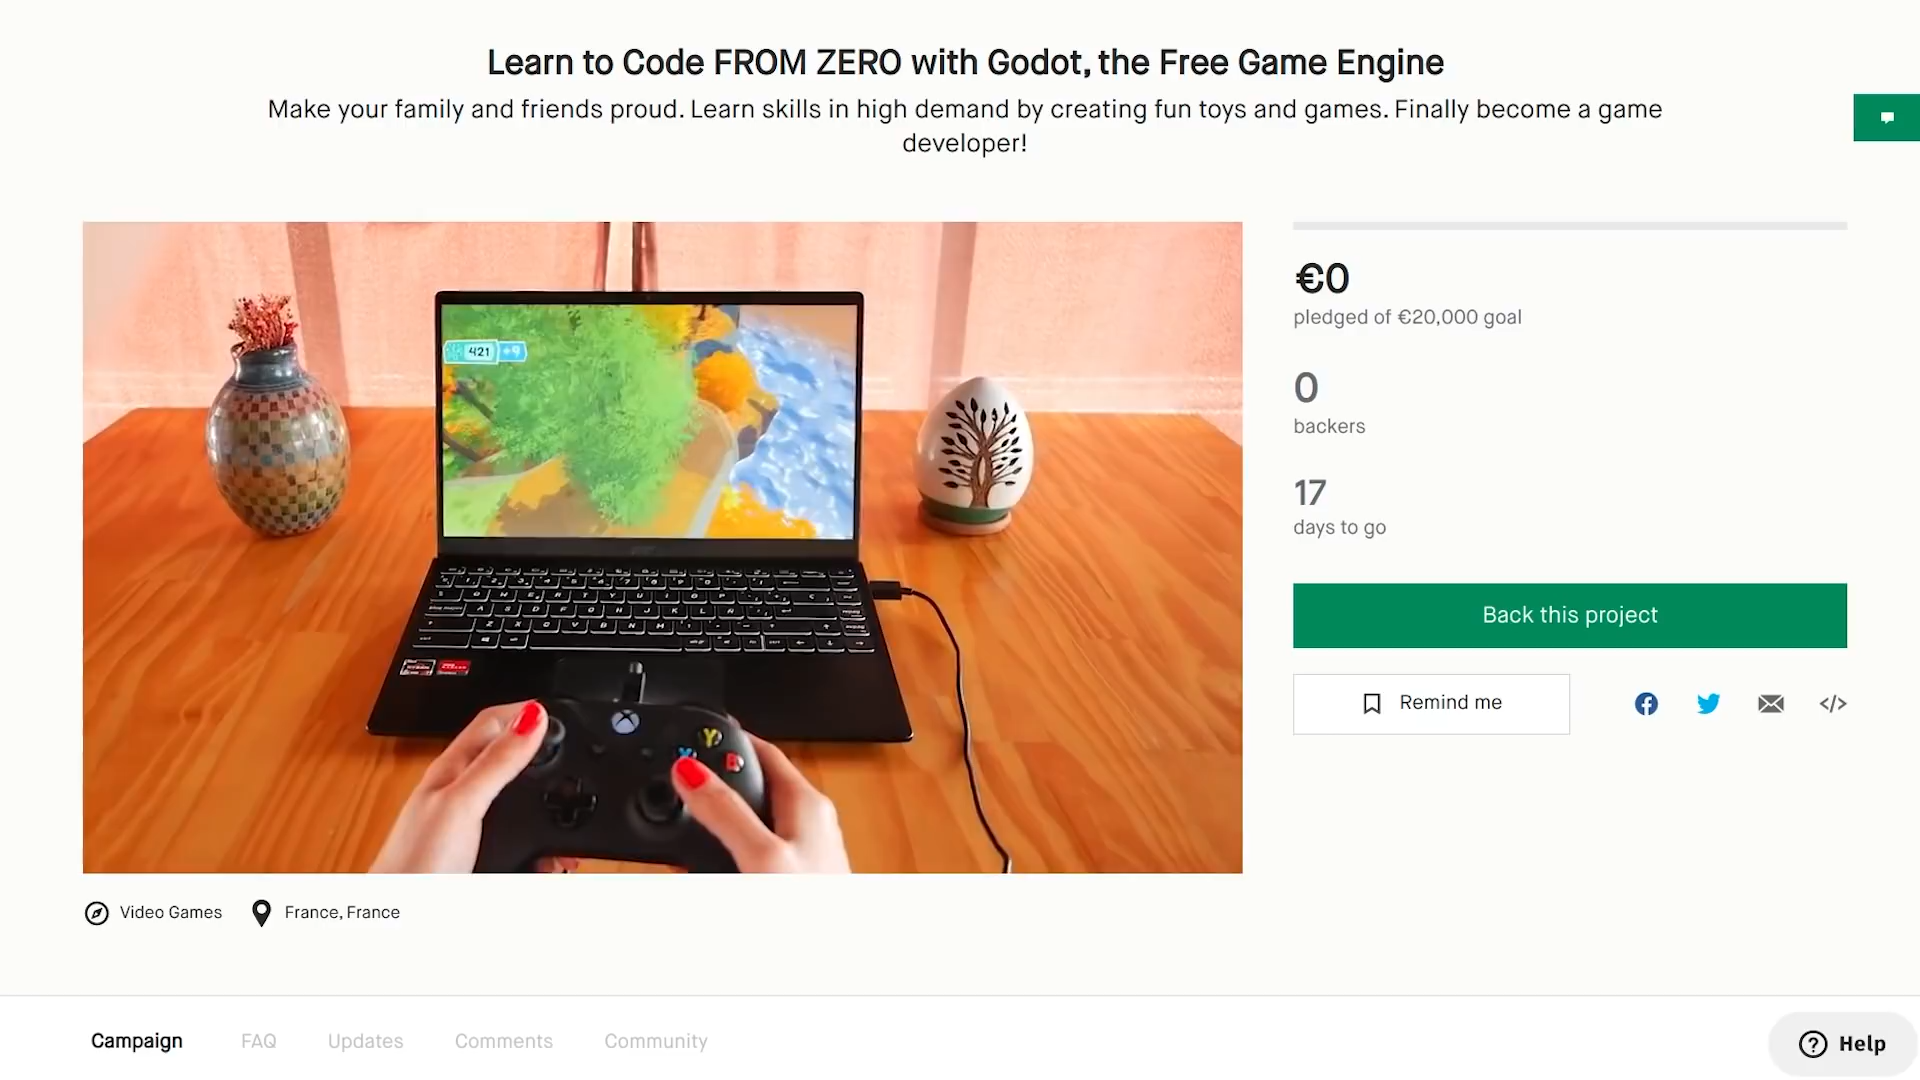 Learn to Code FROM ZERO with Godot, the Free Game Engine
Make your family and friends proud. Learn skills in high demand by creating fun toys and games. Finally become a game
developer!
421 +9
Y
X
B
€0
pledged of €20,000 goal
0
backers
17
days to go
Back this project
Remind me
Video Games
France, France
Campaign
FAQ
Updates
Comments
Community
Help